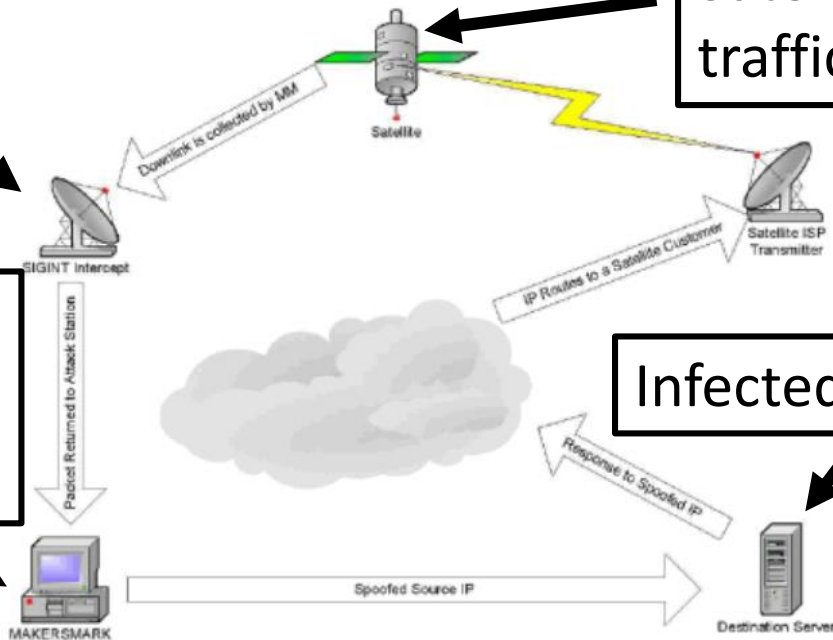 traffic
Downlink is collected by MM
Satellite
Satellite ISP
Transmitter
SIGINT Intercept
IP Routes to a Satellite Customer
Packet Returned to Attack Station
Infected
Response to Spoofed IP
Spoofed Source IP
MAKERSMARK
Destination Server